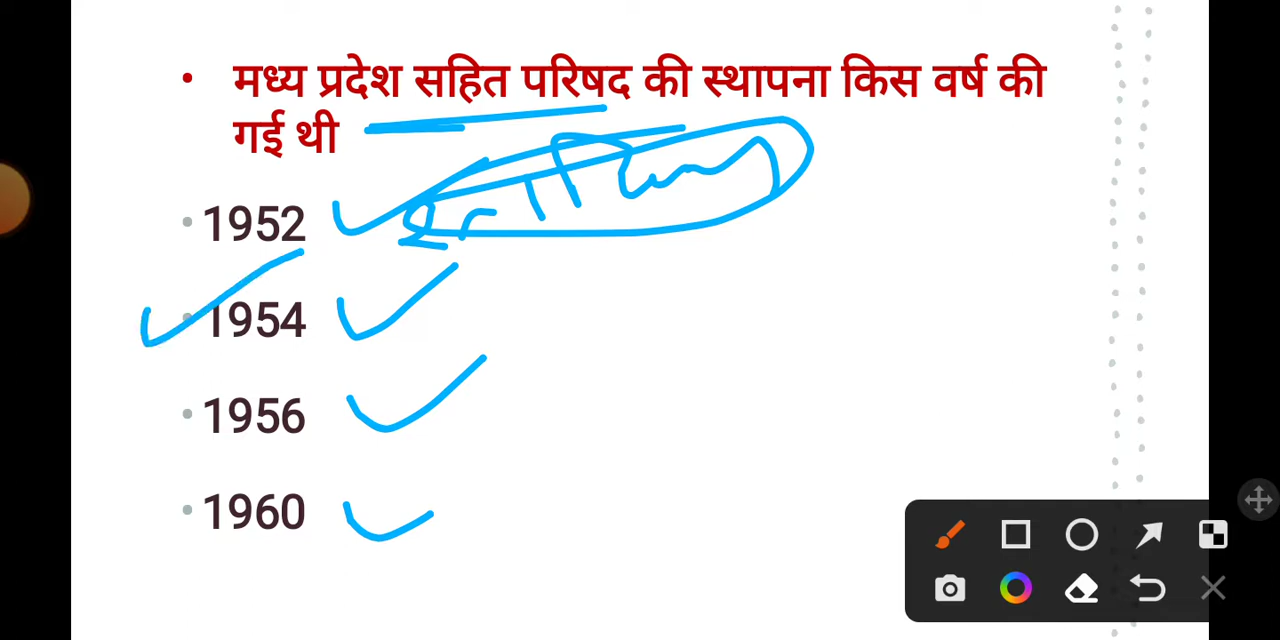 • मध्य प्रदेश सहित परिषद की स्थापना किस वर्ष की
गई थी
• 1952
• 1954
• 1956
• 1960